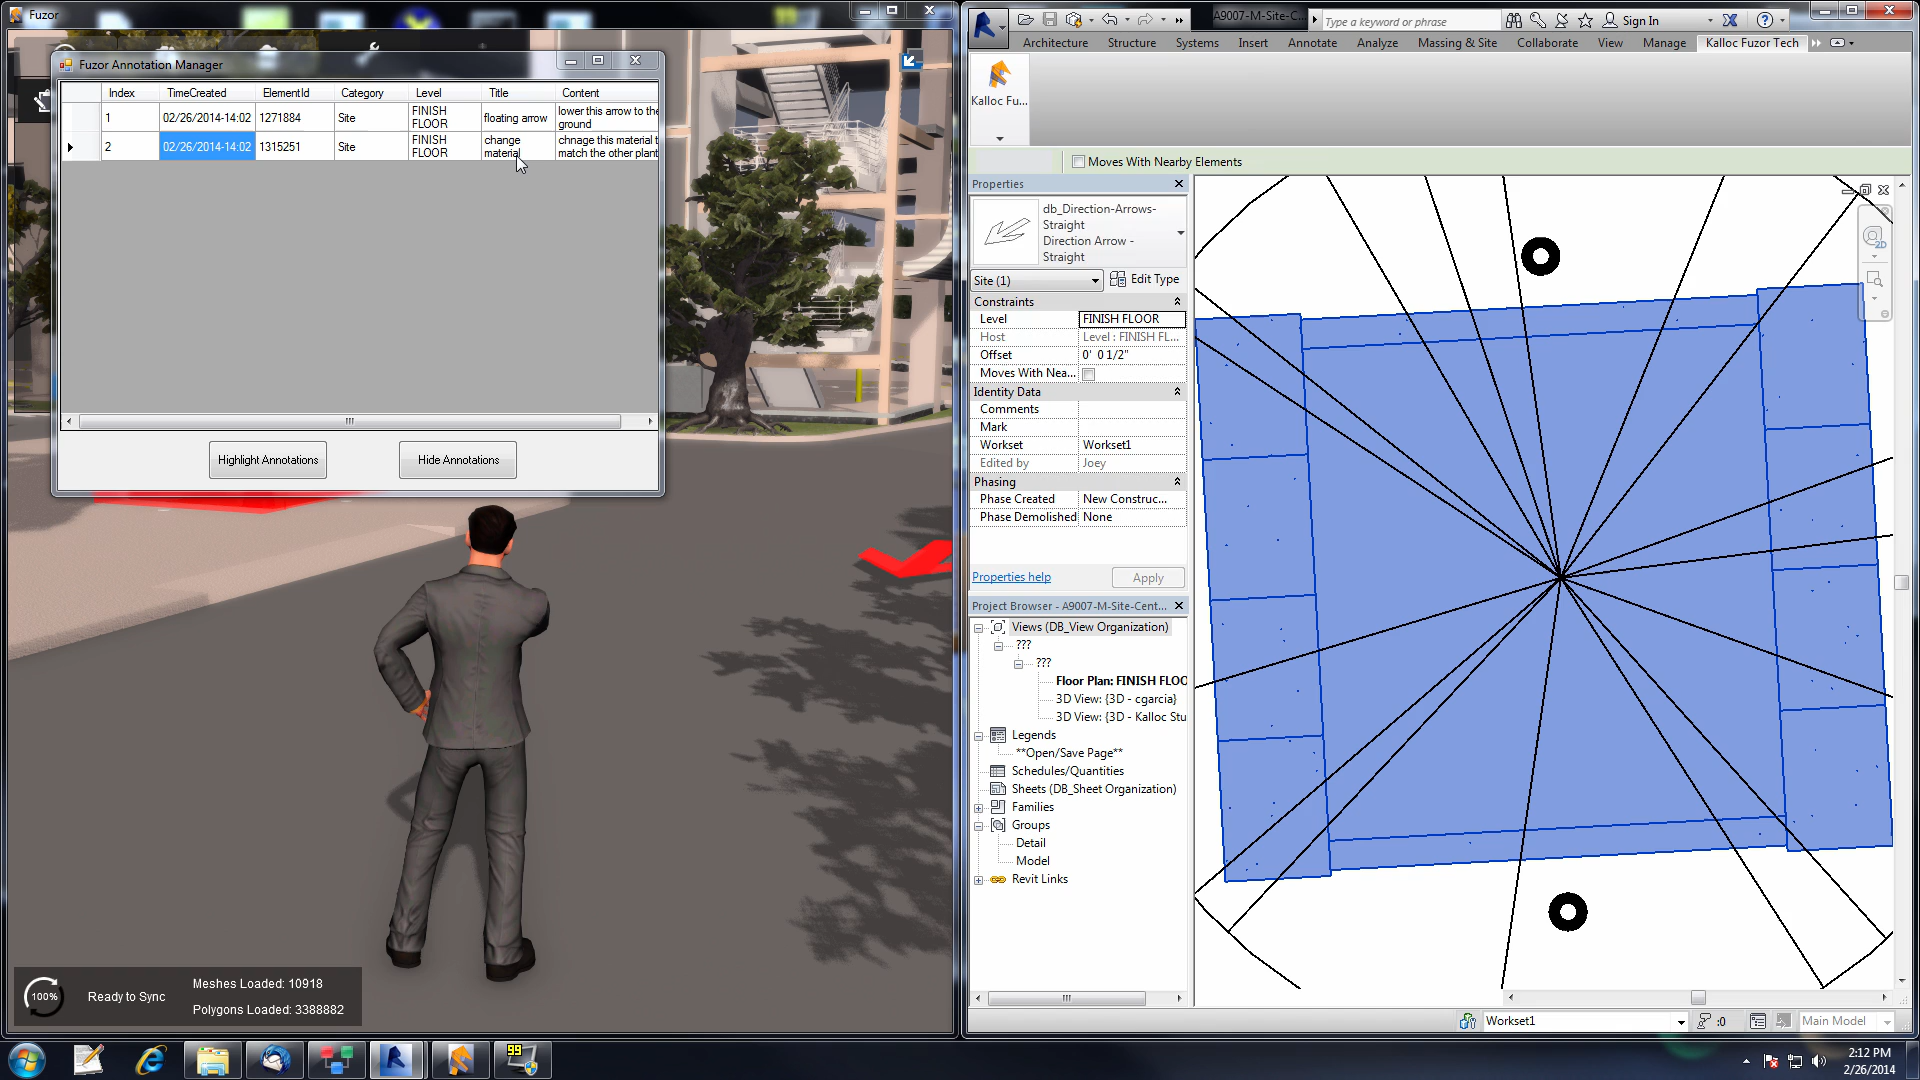 Fuzor
Fuzor Annotation Manager
Index TimeCreated ElementId Category Level Title Content
1 02/26/2014-14:02 1271884 Site FINISH FLOOR floating arrow lower this arrow to the ground
2 02/26/2014-14:02 1315251 Site FINISH FLOOR change material chnage this material t match the other plant
Highlight Annotations Hide Annotations
100% Ready to Sync
Meshes Loaded: 10918
Polygons Loaded: 3388882
A9007-M-Site-C...
Type a keyword or phrase
Sign In
Architecture Structure Systems Insert Annotate Analyze Massing & Site Collaborate View Manage Kalloc Fuzor Tech
Kalloc Fu...
Moves With Nearby Elements
Properties
db_Direction-Arrows-
Straight
Direction Arrow -
Straight
Site (1) Edit Type
Constraints
Level FINISH FLOOR
Host Level : FINISH FL...
Offset 0' 0 1/2"
Moves With Nea...
Identity Data
Comments
Mark
Workset Workset1
Edited by Joey
Phasing
Phase Created New Construc...
Phase Demolished None
Properties help Apply
Project Browser - A9007-M-Site-Cent...
Views (DB_View Organization)
???
???
Floor Plan: FINISH FLOO
3D View: {3D - cgarcia}
3D View: {3D - Kalloc Stu
Legends
**Open/Save Page**
Schedules/Quantities
Sheets (DB_Sheet Organization)
Families
Groups
Detail
Model
Revit Links
2D
Workset1 :0 Main Model
99
2:12 PM
2/26/2014